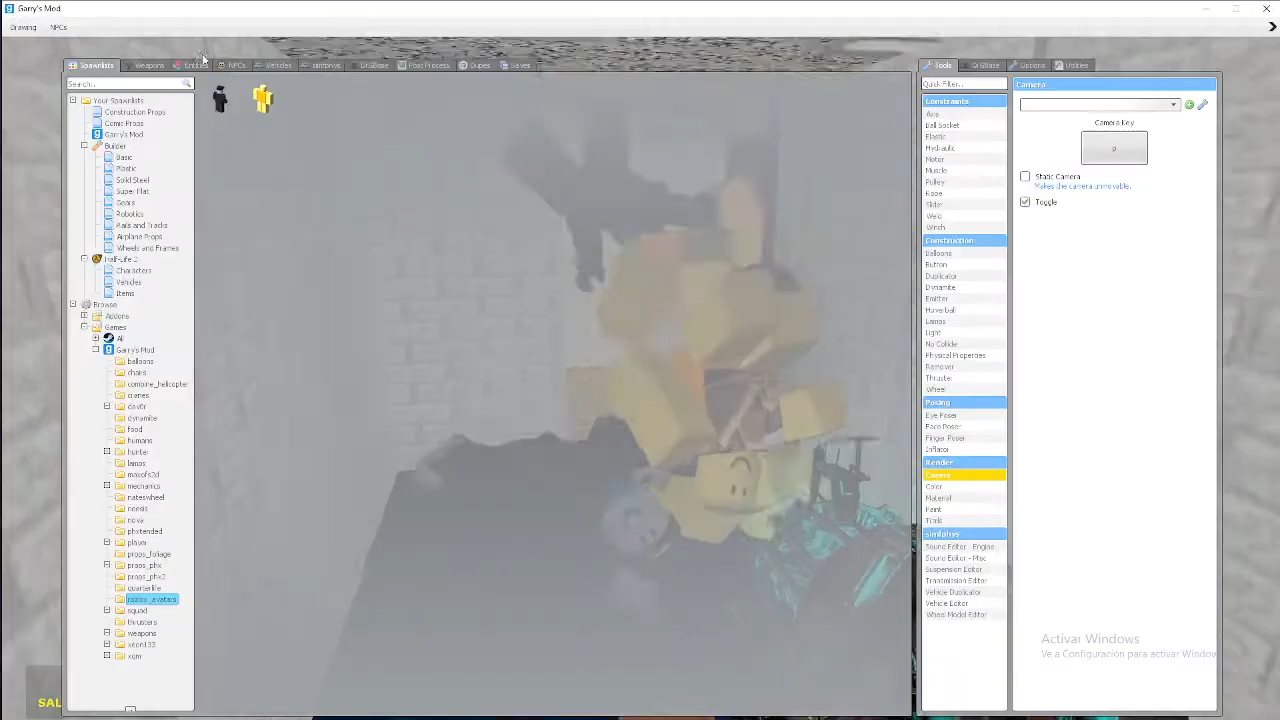 Garry's Mod
Drawing NPCs
Spawnlists Weapons Entities NPCs Vehicles simfphys DrGBase Post Process Dupes Saves
Tools DrGBase Options Utilities
Search...
Your Spawnlists
Construction Props
Comic Props
Garry's Mod
Builder
Basic
Plastic
Solid Steel
Super Flat
Gears
Robotics
Rails and Tracks
Airplane Props
Wheels and Frames
Half-Life 2
Characters
Vehicles
Items
Browse
Addons
Games
All
Garry's Mod
balloons
chairs
combine_helicopter
cranes
dav0r
dynamite
food
humans
hunter
lamps
maxofs2d
mechanics
nateswheel
noesis
nova
phxtended
player
props_foliage
props_phx
props_phx2
quarterlife
roblox_avatars
squad
thrusters
weapons
xeon133
xqm
SAL
Quick Filter...
Constraints
Axis
Ball Socket
Elastic
Hydraulic
Motor
Muscle
Pulley
Rope
Slider
Weld
Winch
Construction
Balloons
Button
Duplicator
Dynamite
Emitter
Hoverball
Lamps
Light
No Collide
Physical Properties
Remover
Thruster
Wheel
Posing
Eye Poser
Face Poser
Finger Poser
Inflator
Render
Camera
Color
Material
Paint
Trails
simfphys
Sound Editor - Engine
Sound Editor - Misc
Suspension Editor
Transmission Editor
Vehicle Duplicator
Vehicle Editor
Wheel Model Editor
Camera
Camera Key
p
Static Camera
Makes the camera unmovable.
Toggle
Activar Windows
Ve a Configuración para activar Window